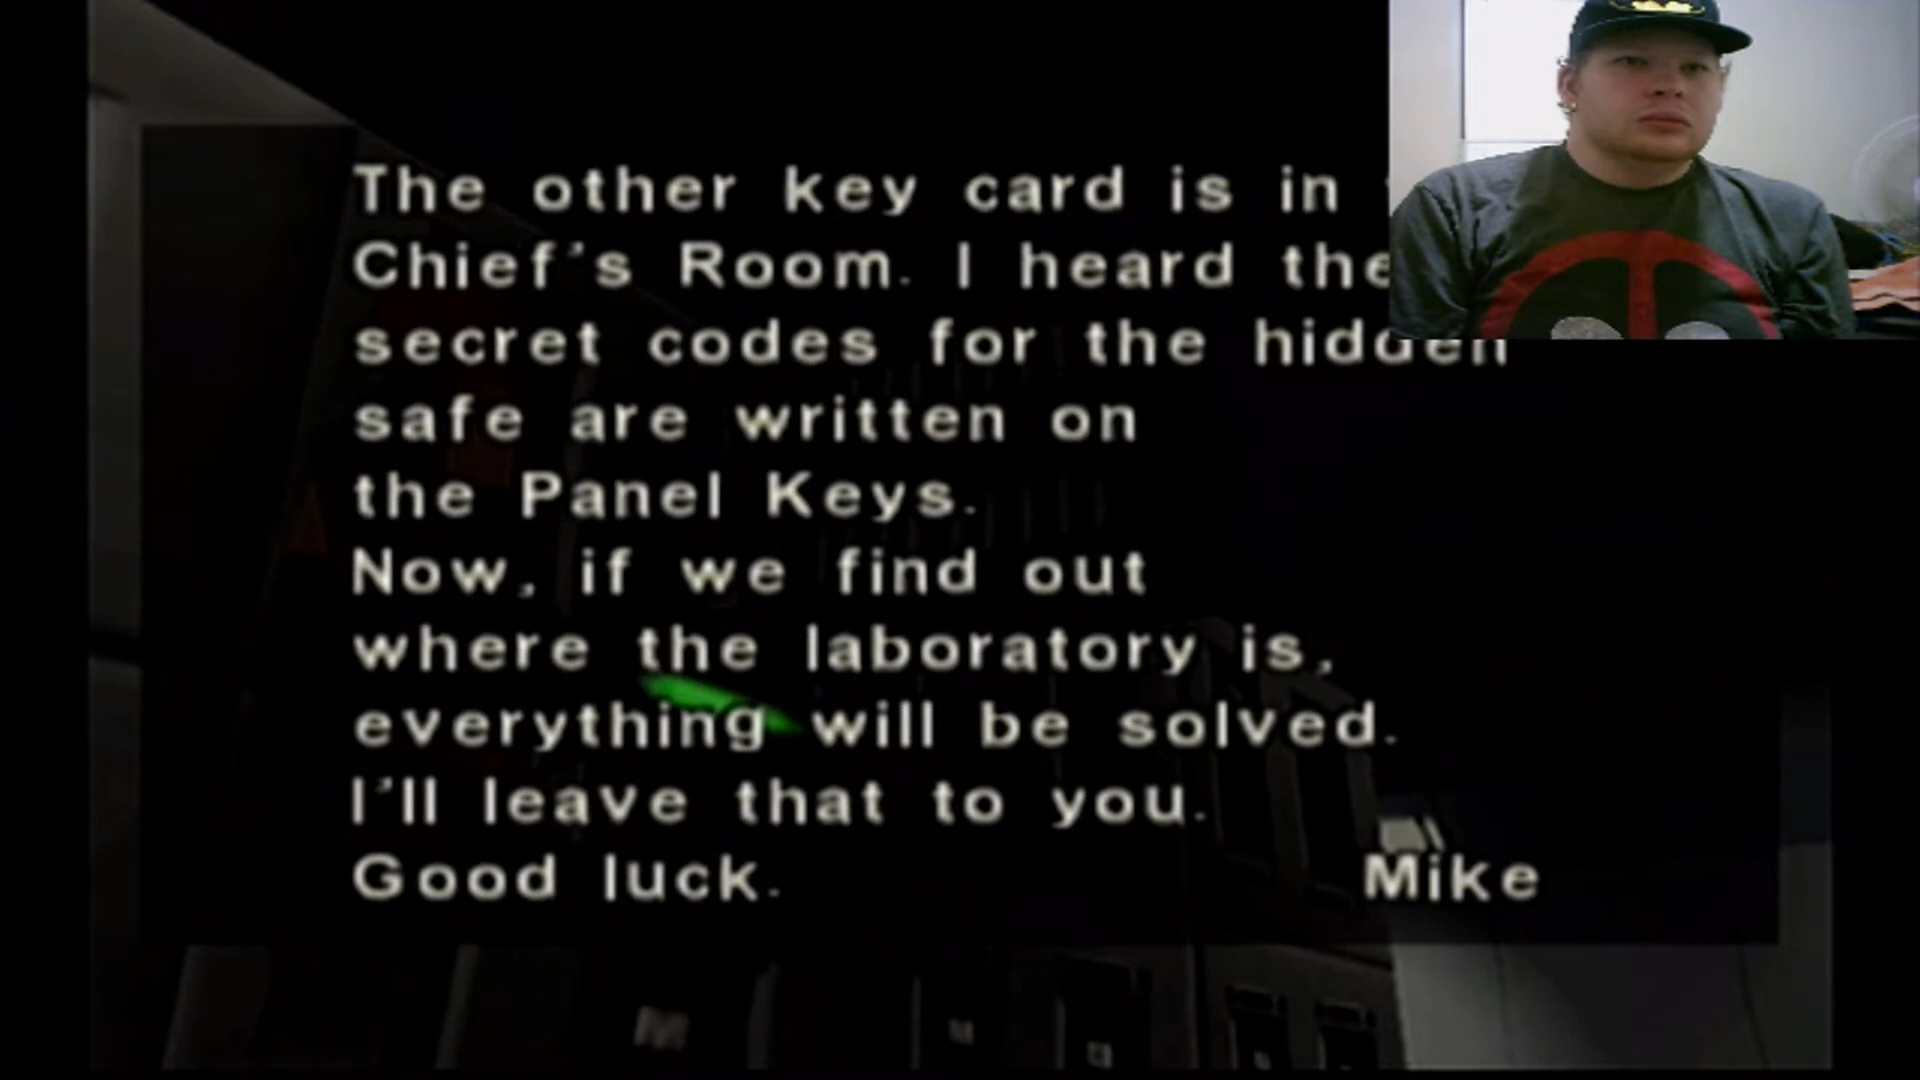 The other key card is in
Chief's Room. I heard the
secret codes for the hidden
safe are written on
the Panel Keys.
Now, if we find out
where the laboratory is,
everything will be solved.
I'll leave that to you.
Good luck. Mike